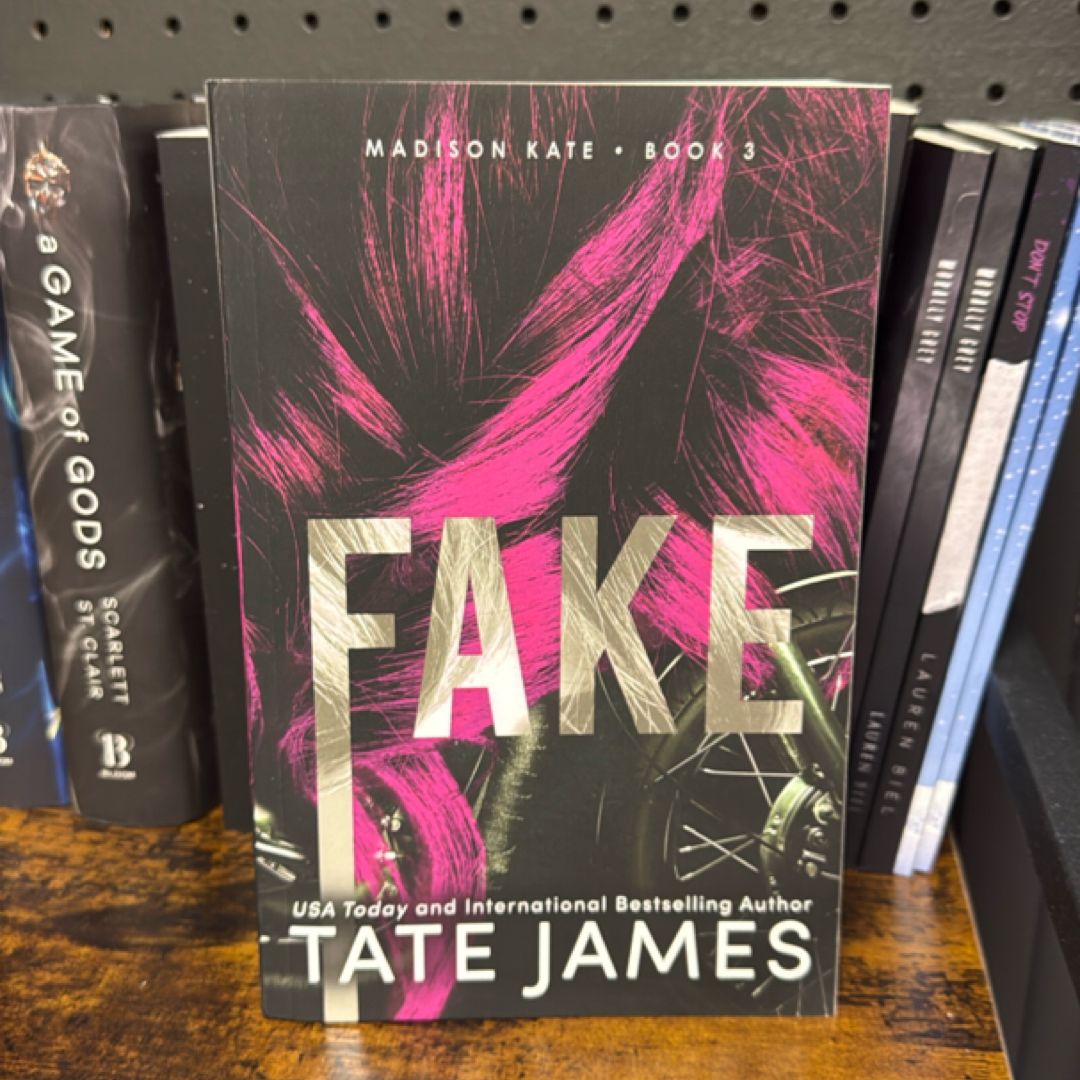 MADISON KATE • BOOK 3
FAKE
USA Today and International Bestselling Author
TATE JAMES
a GAME of GODS
SCARLETT
ST. CLAIR
B
DON'T STOP
LAUREN BIEL
LAUREN BIEL